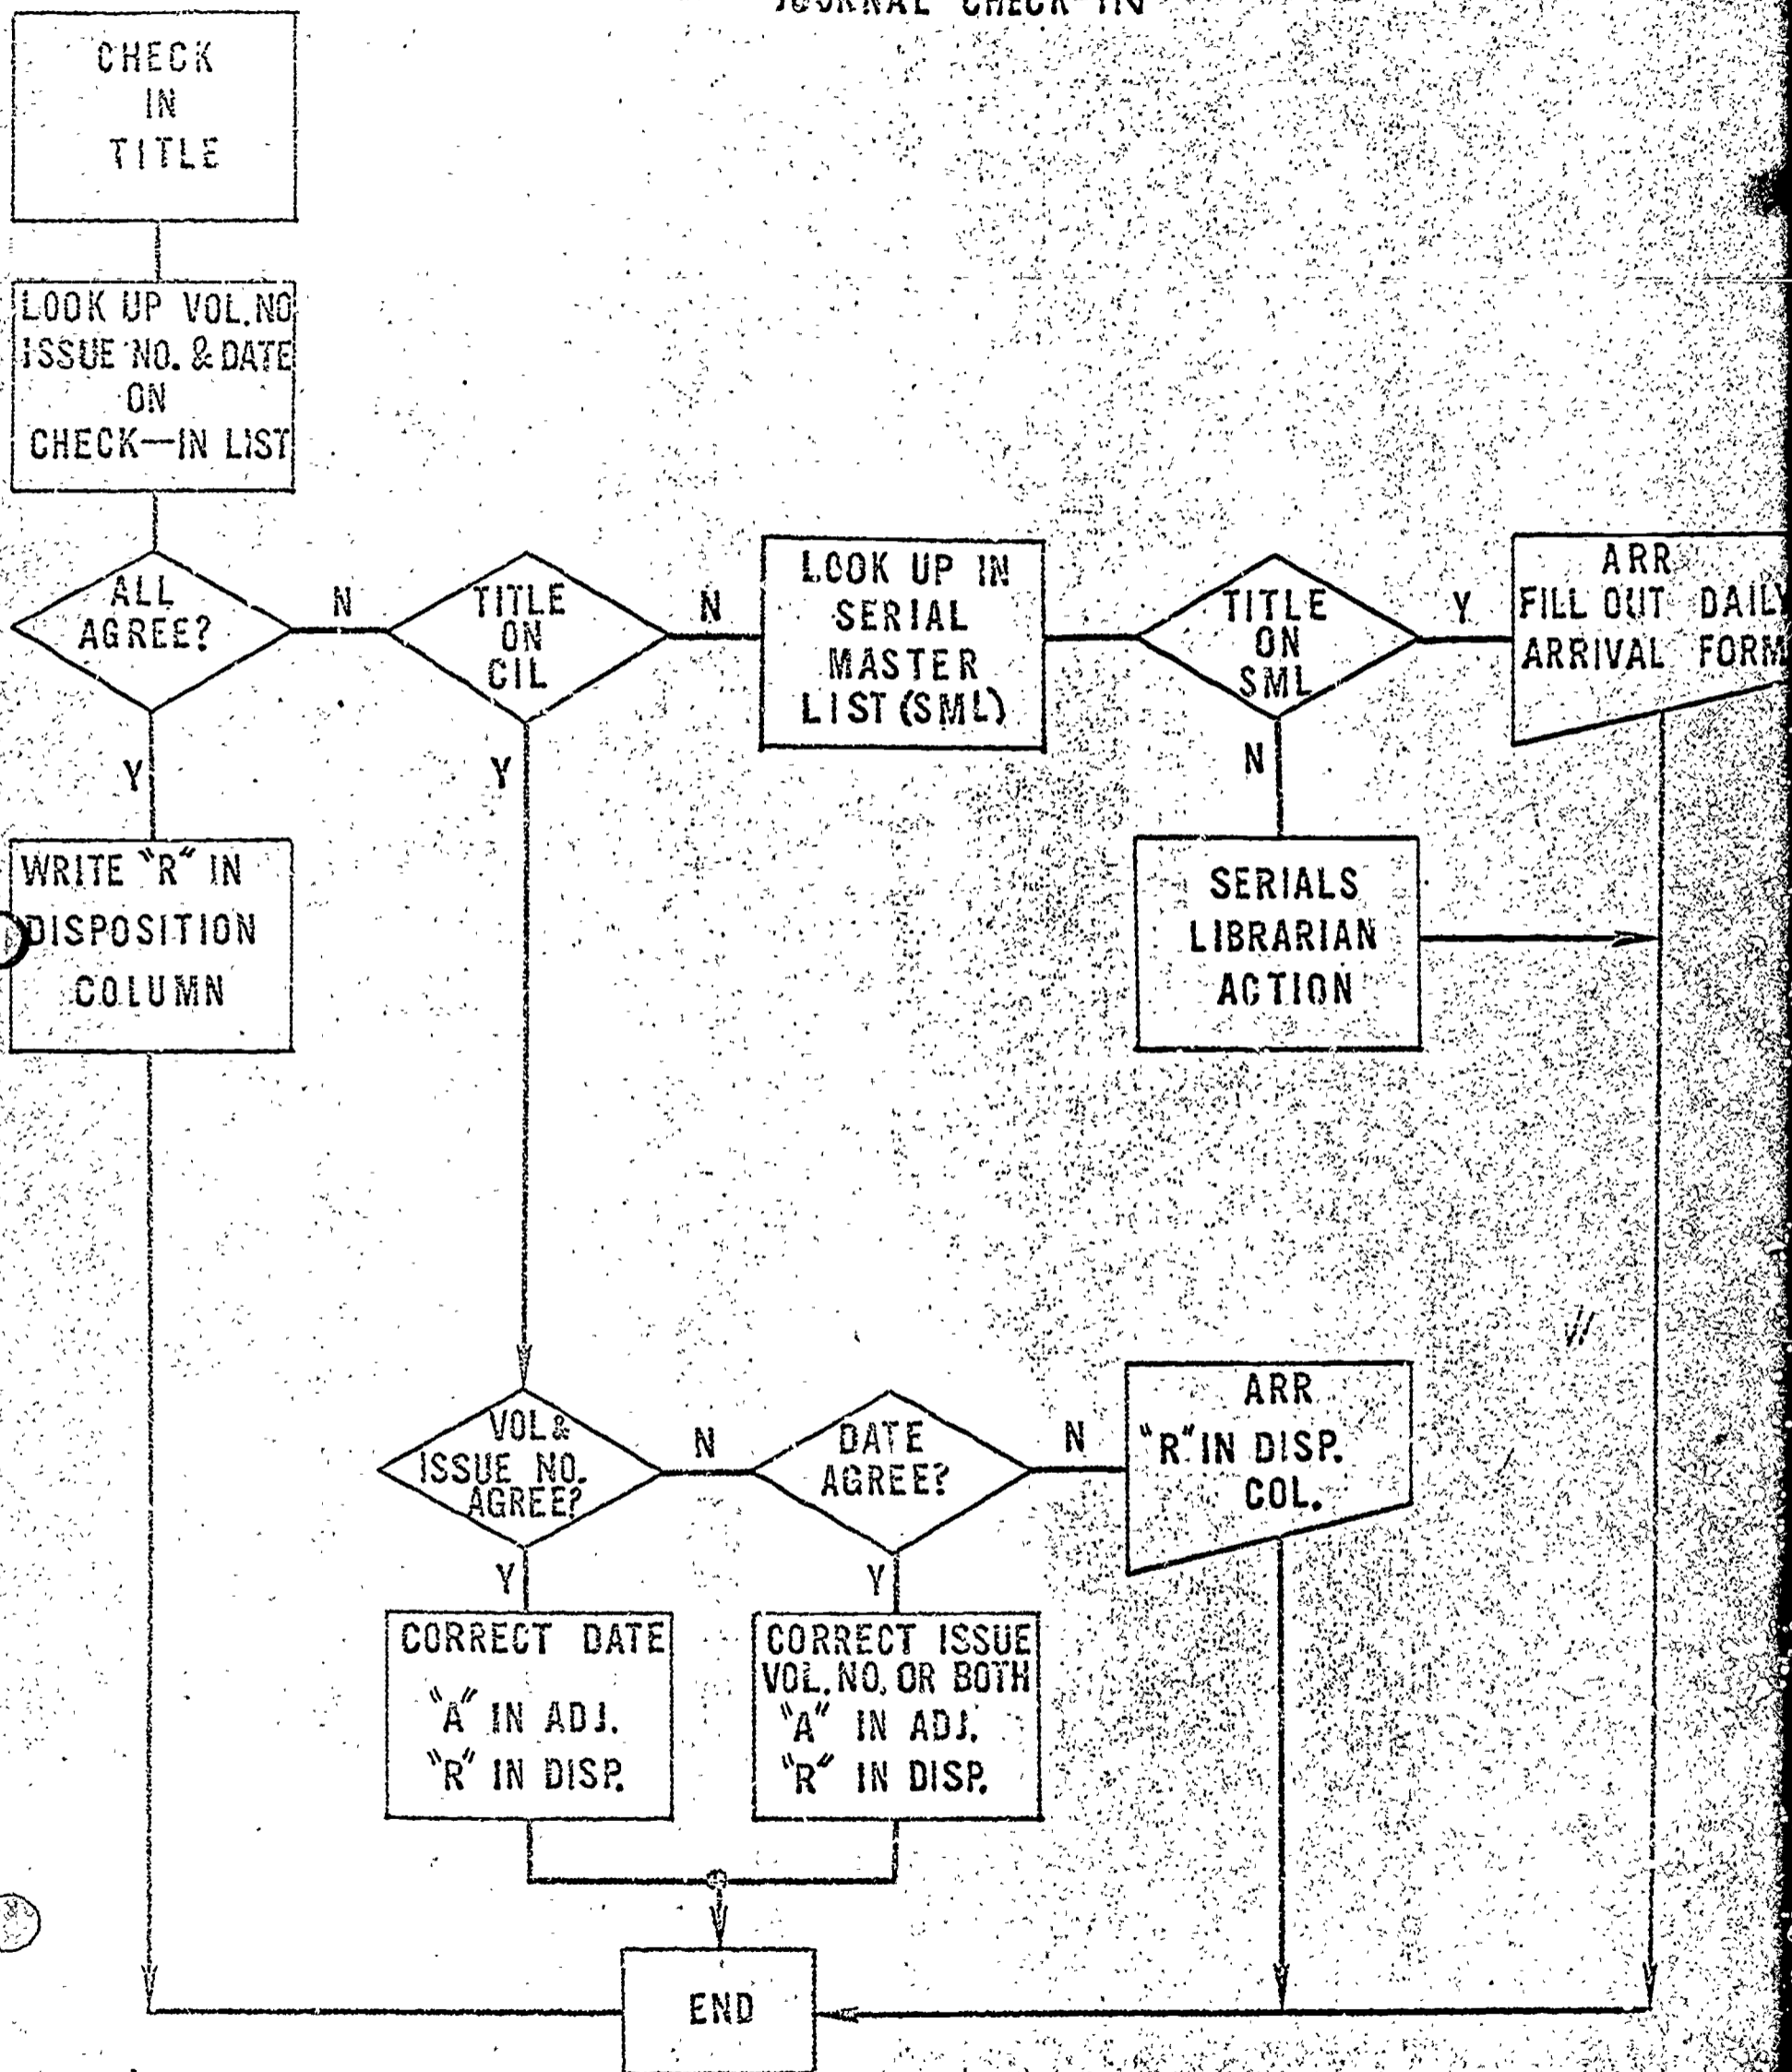 JOURNAL CHECK-IN
CHECK
IN
TITLE
LOOK UP VOL. NO
ISSUE NO. & DATE
ON
CHECK—IN LIST
ALL
AGREE?
N
TITLE
ON
CIL
N
LOOK UP IN
SERIAL
MASTER
LIST (SML)
TITLE
ON
SML
Y
ARR
FILL OUT DAILY
ARRIVAL FORM
Y
Y
N
WRITE "R" IN
DISPOSITION
COLUMN
SERIALS
LIBRARIAN
ACTION
VOL &
ISSUE NO.
AGREE?
N
DATE
AGREE?
N
ARR
"R" IN DISP.
COL.
Y
Y
CORRECT DATE
"A" IN ADJ.
"R" IN DISP.
CORRECT ISSUE
VOL. NO. OR BOTH
"A" IN ADJ.
"R" IN DISP.
END